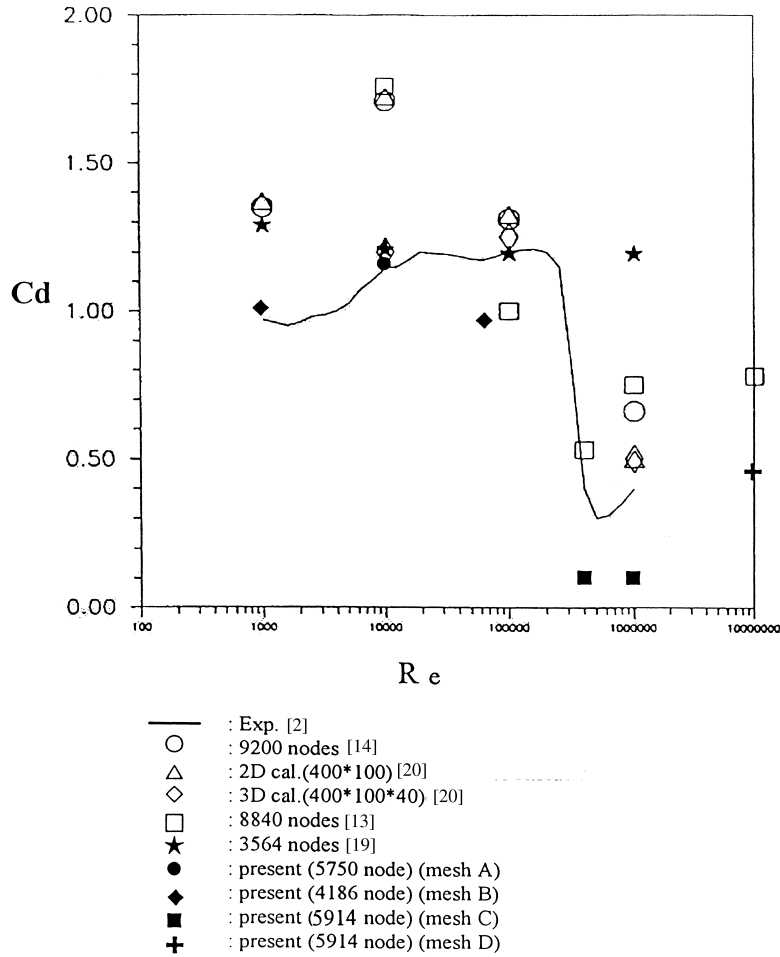 2.00
1.50
Cd
1.00
0.50
0.00
100 1000 10000 100000 1000000 10000000
R e
: Exp. [2]
: 9200 nodes [14]
: 2D cal.(400*100) [20]
: 3D cal.(400*100*40) [20]
: 8840 nodes [13]
: 3564 nodes [19]
: present (5750 node) (mesh A)
: present (4186 node) (mesh B)
: present (5914 node) (mesh C)
: present (5914 node) (mesh D)